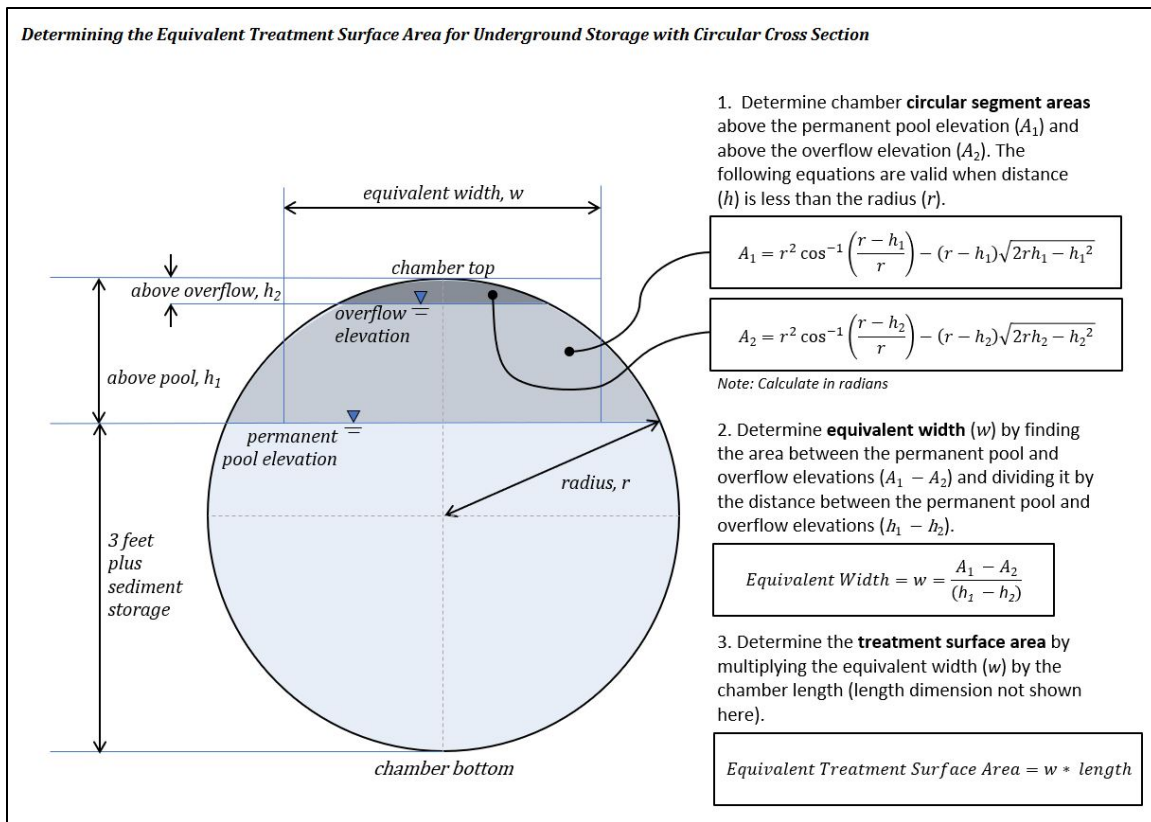 Determining the Equivalent Treatment Surface Area for Underground Storage with Circular Cross Section
equivalent width, w
chamber top
above overflow, h₂
overflow
elevation
above pool, h₁
permanent
pool elevation
radius, r
3 feet
plus
sediment
storage
chamber bottom
1. Determine chamber circular segment areas
above the permanent pool elevation (A₁) and
above the overflow elevation (A₂). The
following equations are valid when distance
(h) is less than the radius (r).
A₁ = r² cos⁻¹((r − h₁)/r) − (r − h₁)√(2rh₁ − h₁²)
A₂ = r² cos⁻¹((r − h₂)/r) − (r − h₂)√(2rh₂ − h₂²)
Note: Calculate in radians
2. Determine equivalent width (w) by finding
the area between the permanent pool and
overflow elevations (A₁ − A₂) and dividing it by
the distance between the permanent pool and
overflow elevations (h₁ − h₂).
Equivalent Width = w = (A₁ − A₂)/(h₁ − h₂)
3. Determine the treatment surface area by
multiplying the equivalent width (w) by the
chamber length (length dimension not shown
here).
Equivalent Treatment Surface Area = w * length